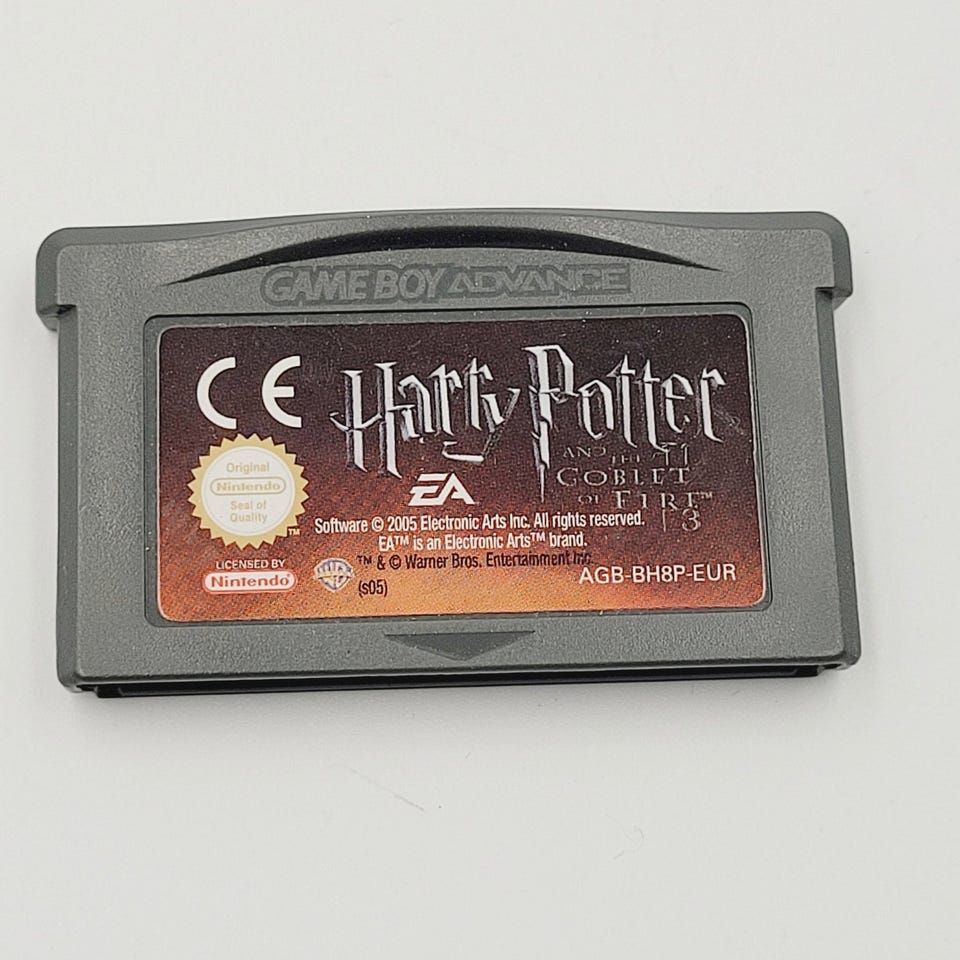 GAME BOY ADVANCE
CE
Harry Potter
AND THE
GOBLET
OF FIRE™
Original
Nintendo
Seal of
Quality
™
EA
Software © 2005 Electronic Arts Inc. All rights reserved.
EA™ is an Electronic Arts™ brand.
™ & © Warner Bros. Entertainment Inc.
(s05)
LICENSED BY
Nintendo
WB
AGB-BH8P-EUR